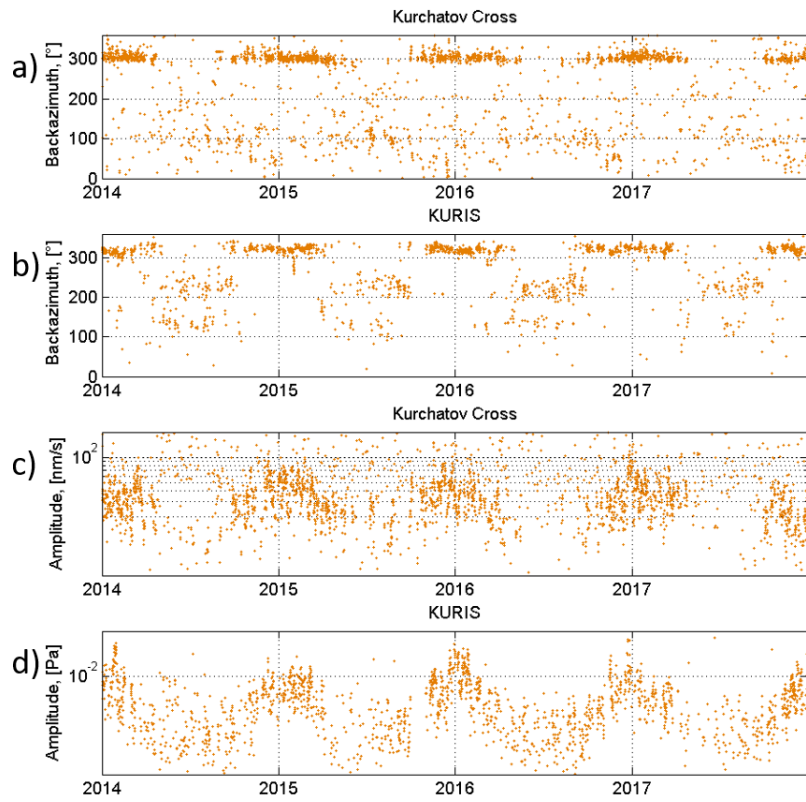 Kurchatov Cross
a)
Backazimuth, [°]
300
200
100
0
2014 2015 2016 2017
KURIS
b)
Backazimuth, [°]
300
200
100
0
2014 2015 2016 2017
Kurchatov Cross
c)
Amplitude, [nm/s]
10²
2014 2015 2016 2017
KURIS
d)
Amplitude, [Pa]
10⁻²
2014 2015 2016 2017